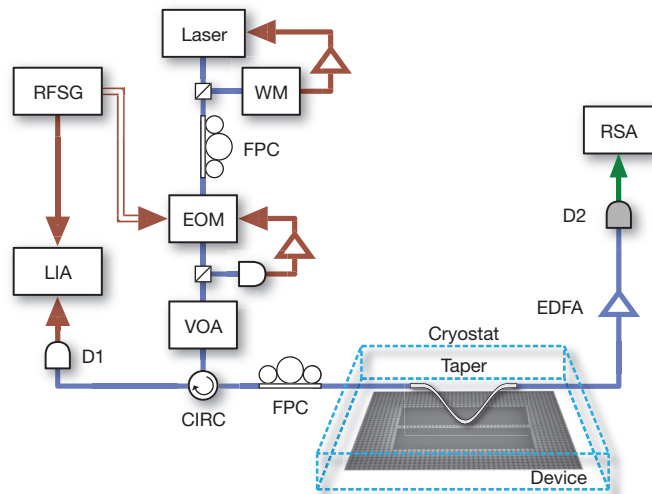 Laser
RFSG
WM
FPC
RSA
EOM
D2
LIA
VOA
EDFA
D1
Cryostat
Taper
CIRC
FPC
Device